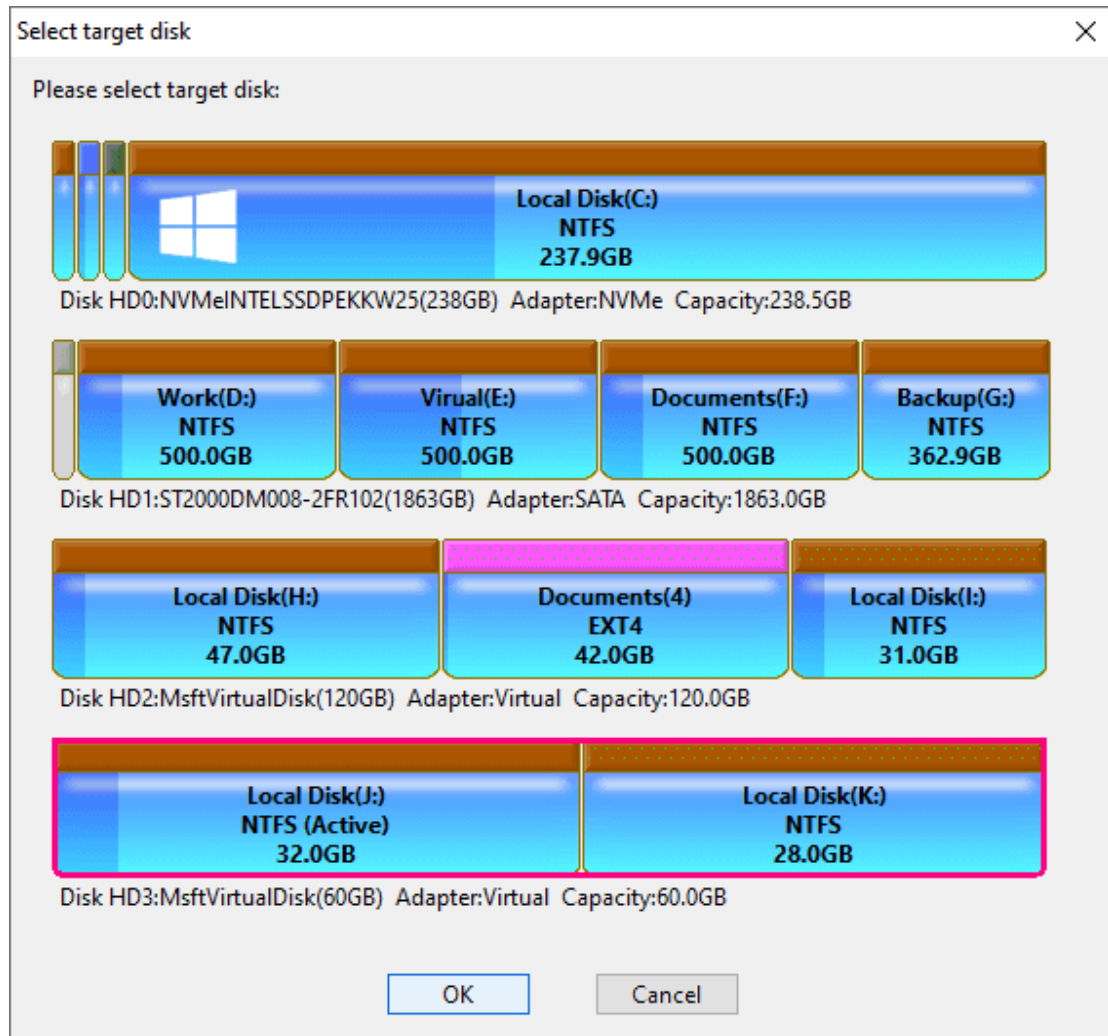 Select target disk
Please select target disk:
Local Disk(C:)
NTFS
237.9GB
Disk HD0:NVMeINTELSSDPEKKW25(238GB) Adapter:NVMe Capacity:238.5GB
Work(D:)
NTFS
500.0GB
Virual(E:)
NTFS
500.0GB
Documents(F:)
NTFS
500.0GB
Backup(G:)
NTFS
362.9GB
Disk HD1:ST2000DM008-2FR102(1863GB) Adapter:SATA Capacity:1863.0GB
Local Disk(H:)
NTFS
47.0GB
Documents(4)
EXT4
42.0GB
Local Disk(I:)
NTFS
31.0GB
Disk HD2:MsftVirtualDisk(120GB) Adapter:Virtual Capacity:120.0GB
Local Disk(J:)
NTFS (Active)
32.0GB
Local Disk(K:)
NTFS
28.0GB
Disk HD3:MsftVirtualDisk(60GB) Adapter:Virtual Capacity:60.0GB
OK
Cancel